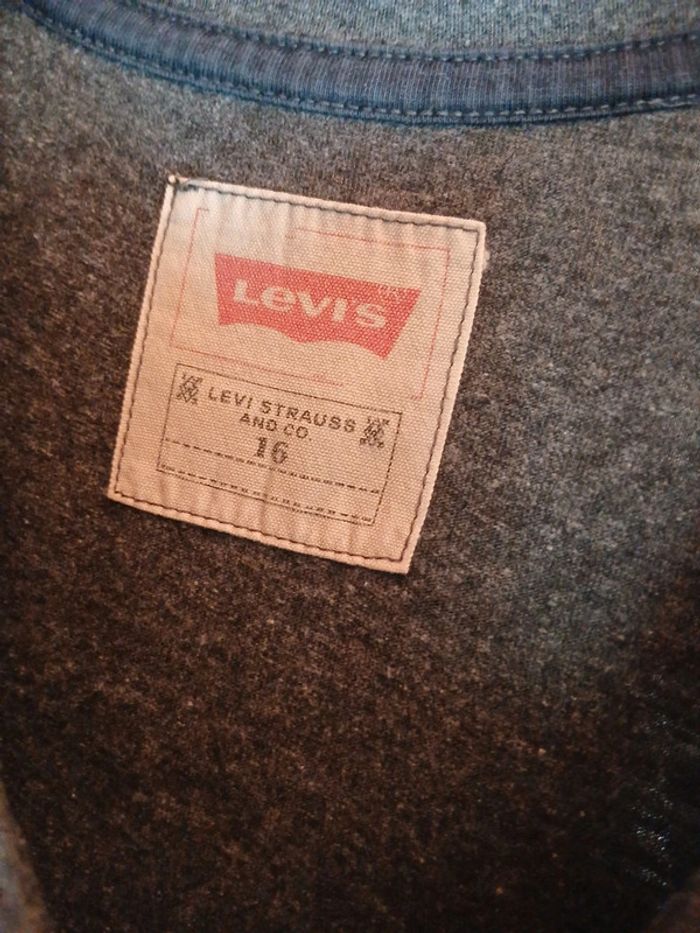 LEVI'S
LEVI STRAUSS
AND CO.
16